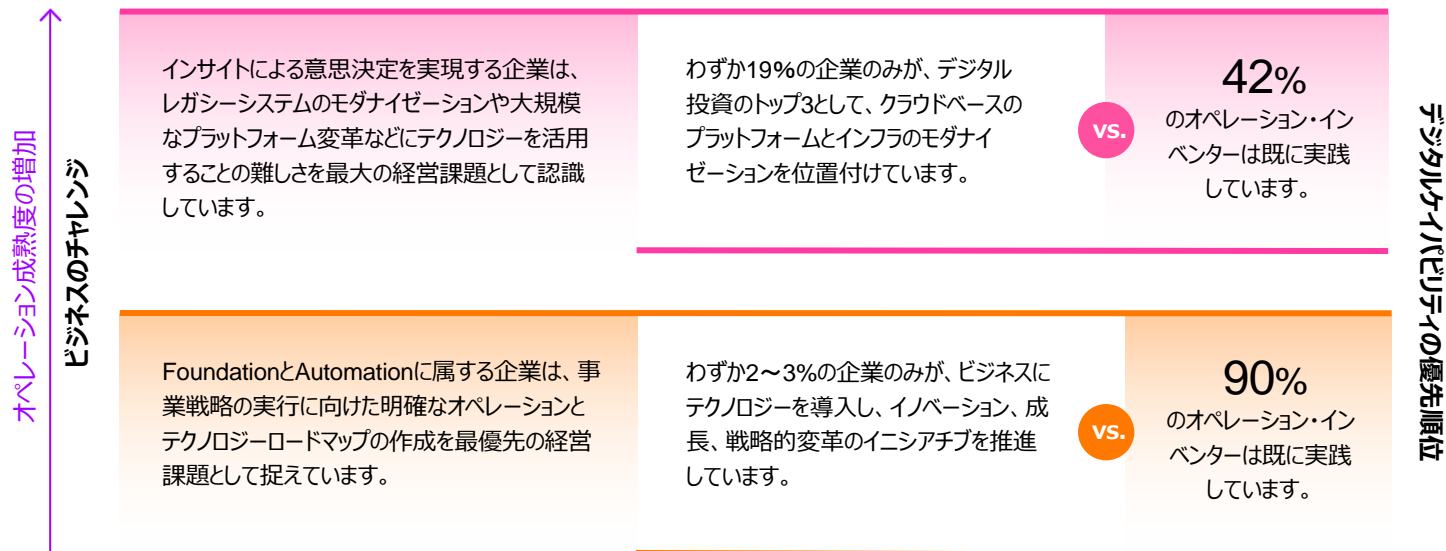 オペレーション成熟度の増加
ビジネスのチャレンジ
インサイトによる意思決定を実現する企業は、
レガシーシステムのモダナイゼーションや大規模
なプラットフォーム変革などにテクノロジーを活用
することの難しさを最大の経営課題として認識
しています。
わずか19%の企業のみが、デジタル
投資のトップ3として、クラウドベースの
プラットフォームとインフラのモダナイ
ゼーションを位置付けています。
vs.
42%
のオペレーション・イン
ベンターは既に実践
しています。
FoundationとAutomationに属する企業は、事
業戦略の実行に向けた明確なオペレーションと
テクノロジーロードマップの作成を最優先の経営
課題として捉えています。
わずか2~3%の企業のみが、ビジネスに
テクノロジーを導入し、イノベーション、成
長、戦略的変革のイニシアチブを推進
しています。
vs.
90%
のオペレーション・イン
ベンターは既に実践
しています。
デジタルケイパビリティの優先順位